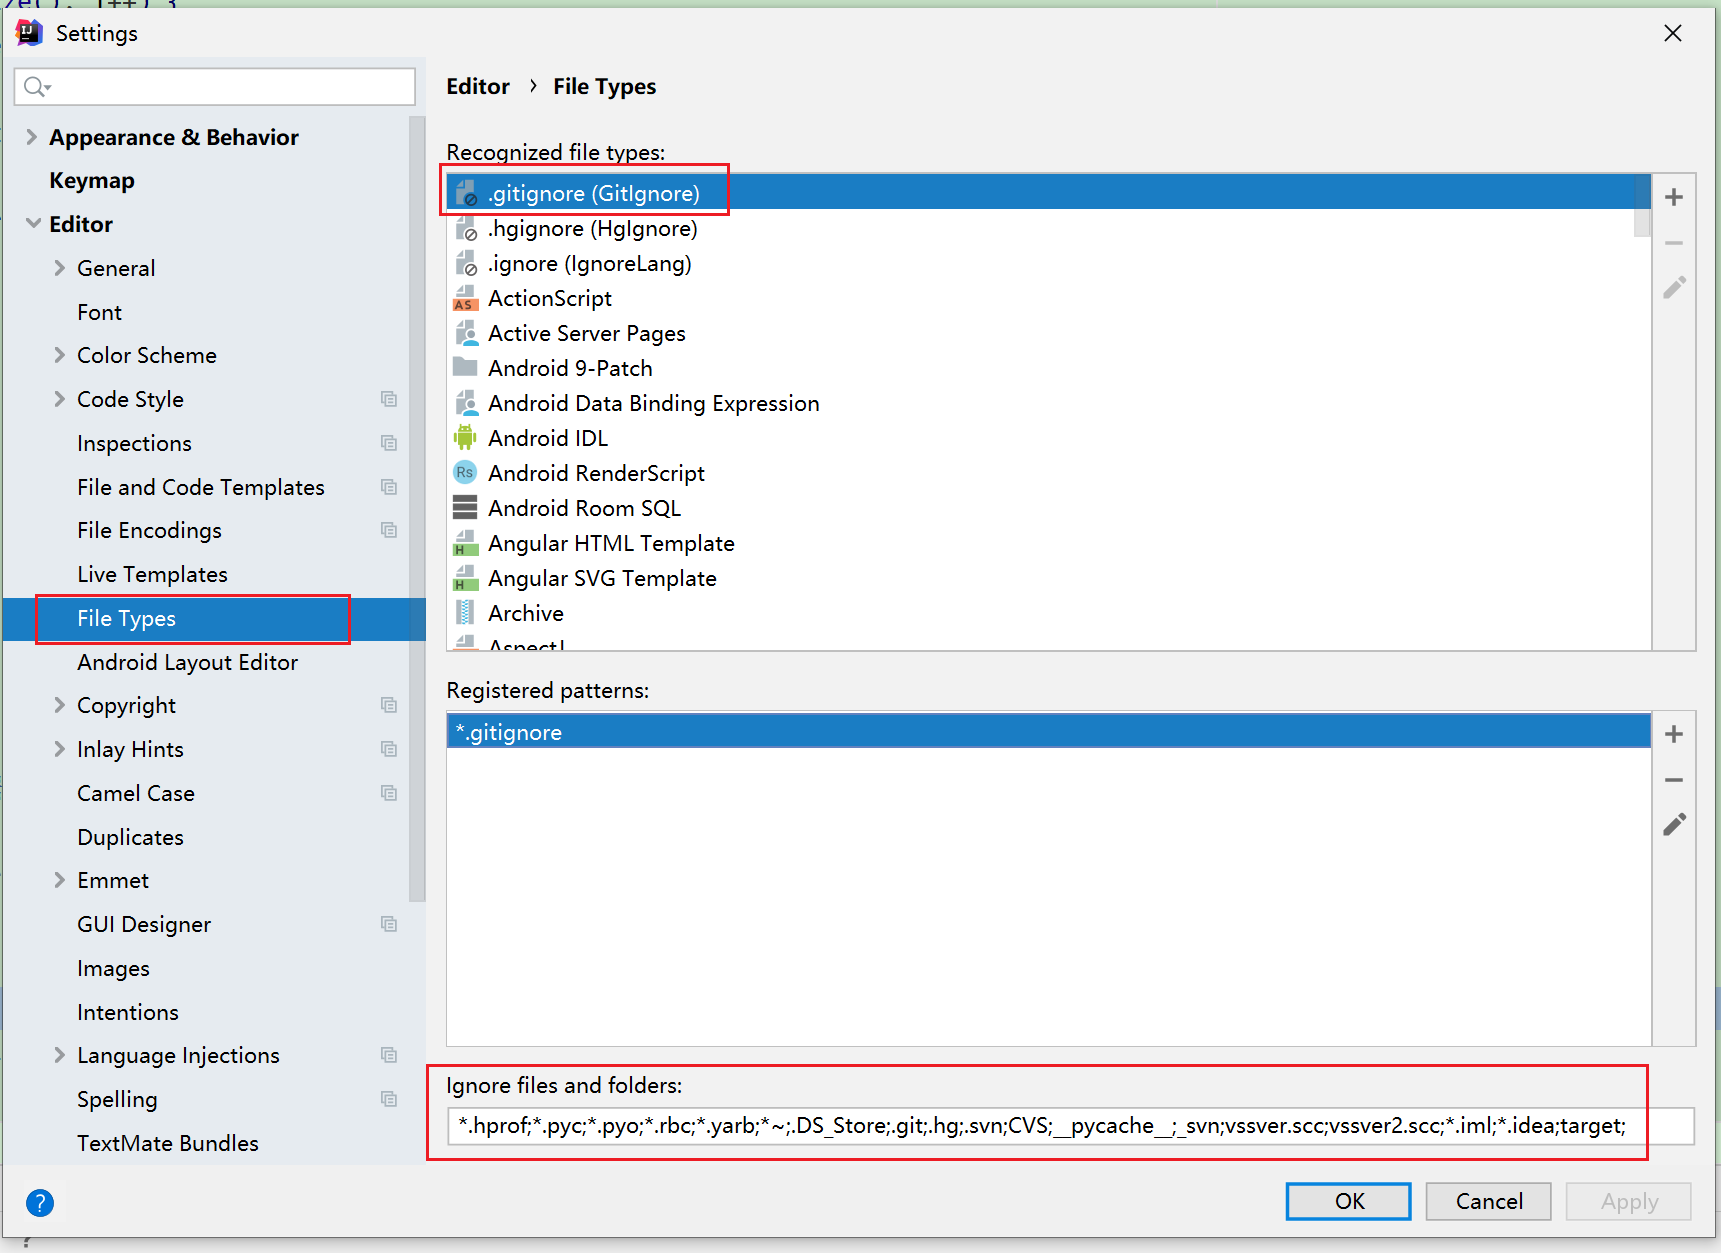 Settings
Appearance & Behavior
Keymap
Editor
General
Font
Color Scheme
Code Style
Inspections
File and Code Templates
File Encodings
Live Templates
File Types
Android Layout Editor
Copyright
Inlay Hints
Camel Case
Duplicates
Emmet
GUI Designer
Images
Intentions
Language Injections
Spelling
TextMate Bundles
Editor › File Types
Recognized file types:
.gitignore (GitIgnore)
.hgignore (HgIgnore)
.ignore (IgnoreLang)
AS ActionScript
Active Server Pages
Android 9-Patch
Android Data Binding Expression
Android IDL
Rs Android RenderScript
Android Room SQL
H Angular HTML Template
H Angular SVG Template
Archive
AspectJ
Registered patterns:
*.gitignore
Ignore files and folders:
*.hprof;*.pyc;*.pyo;*.rbc;*.yarb;*~;.DS_Store;.git;.hg;.svn;CVS;__pycache__;_svn;vssver.scc;vssver2.scc;*.iml;*.idea;target;
?
OK
Cancel
Apply